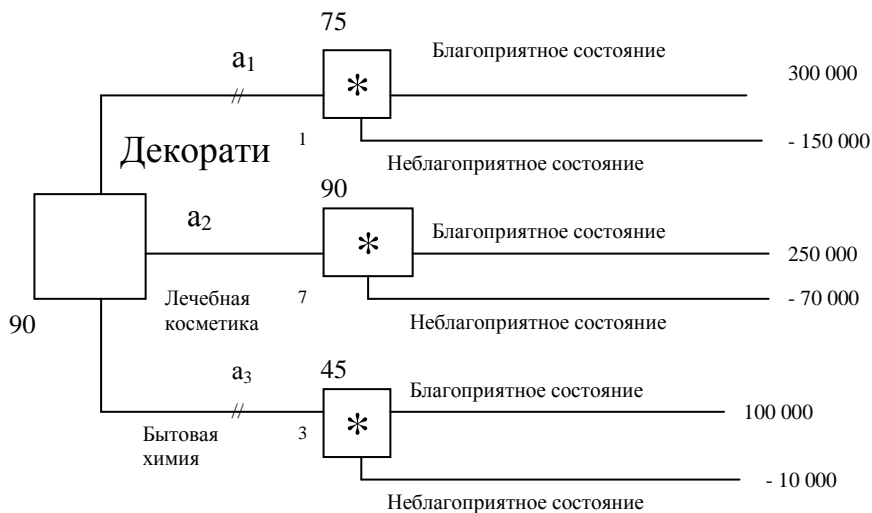 75
a1
Благоприятное состояние
300 000
*
1
- 150 000
Декорати
Неблагоприятное состояние
90
a2
Благоприятное состояние
*
250 000
Лечебная
косметика
7
- 70 000
90
Неблагоприятное состояние
a3
45
Благоприятное состояние
100 000
*
Бытовая
химия
3
- 10 000
Неблагоприятное состояние